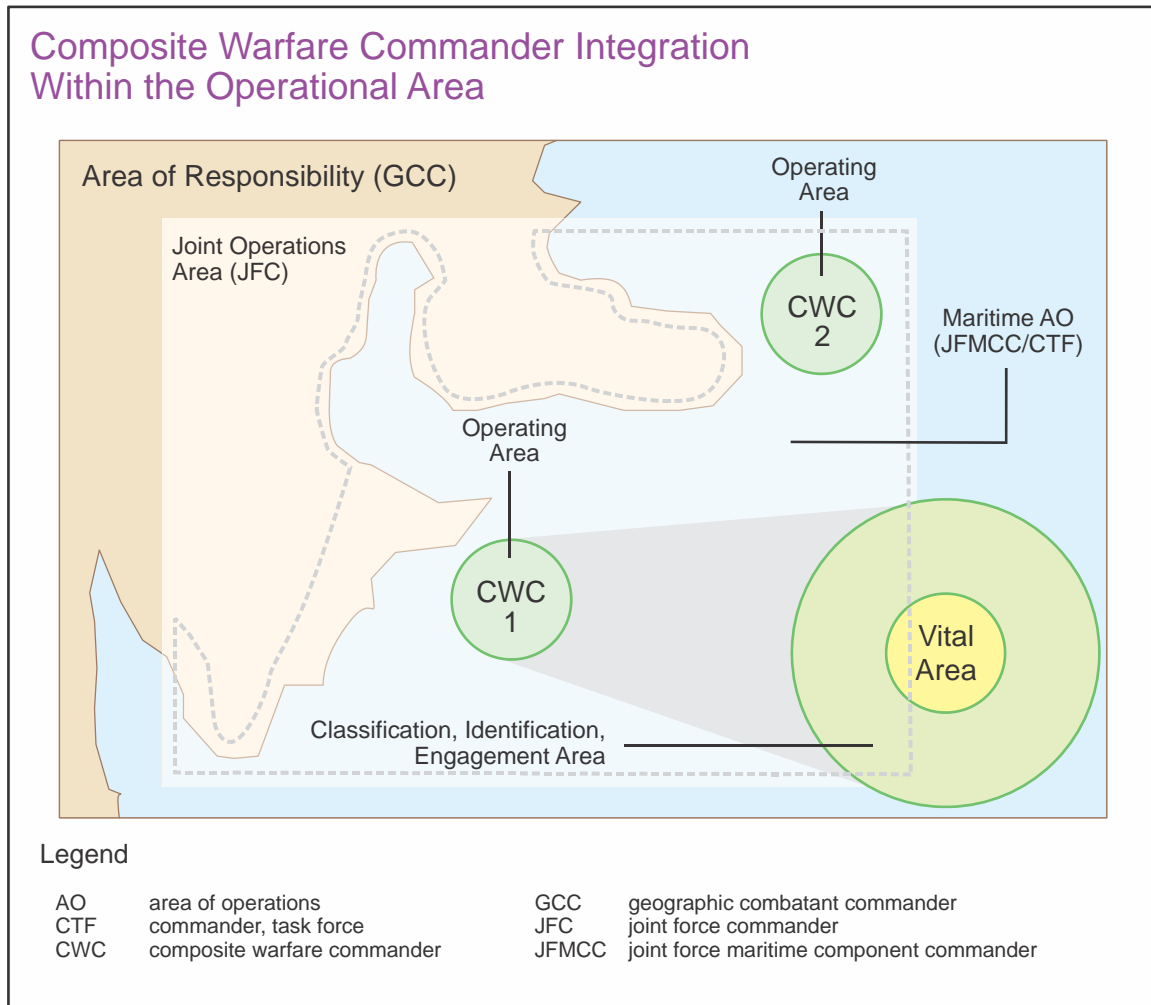 Composite Warfare Commander Integration
Within the Operational Area
Area of Responsibility (GCC)
Operating
Area
Joint Operations
Area (JFC)
CWC
2
Maritime AO
(JFMCC/CTF)
Operating
Area
CWC
1
Vital
Area
Classification, Identification,
Engagement Area
Legend
AO area of operations
CTF commander, task force
CWC composite warfare commander
GCC geographic combatant commander
JFC joint force commander
JFMCC joint force maritime component commander